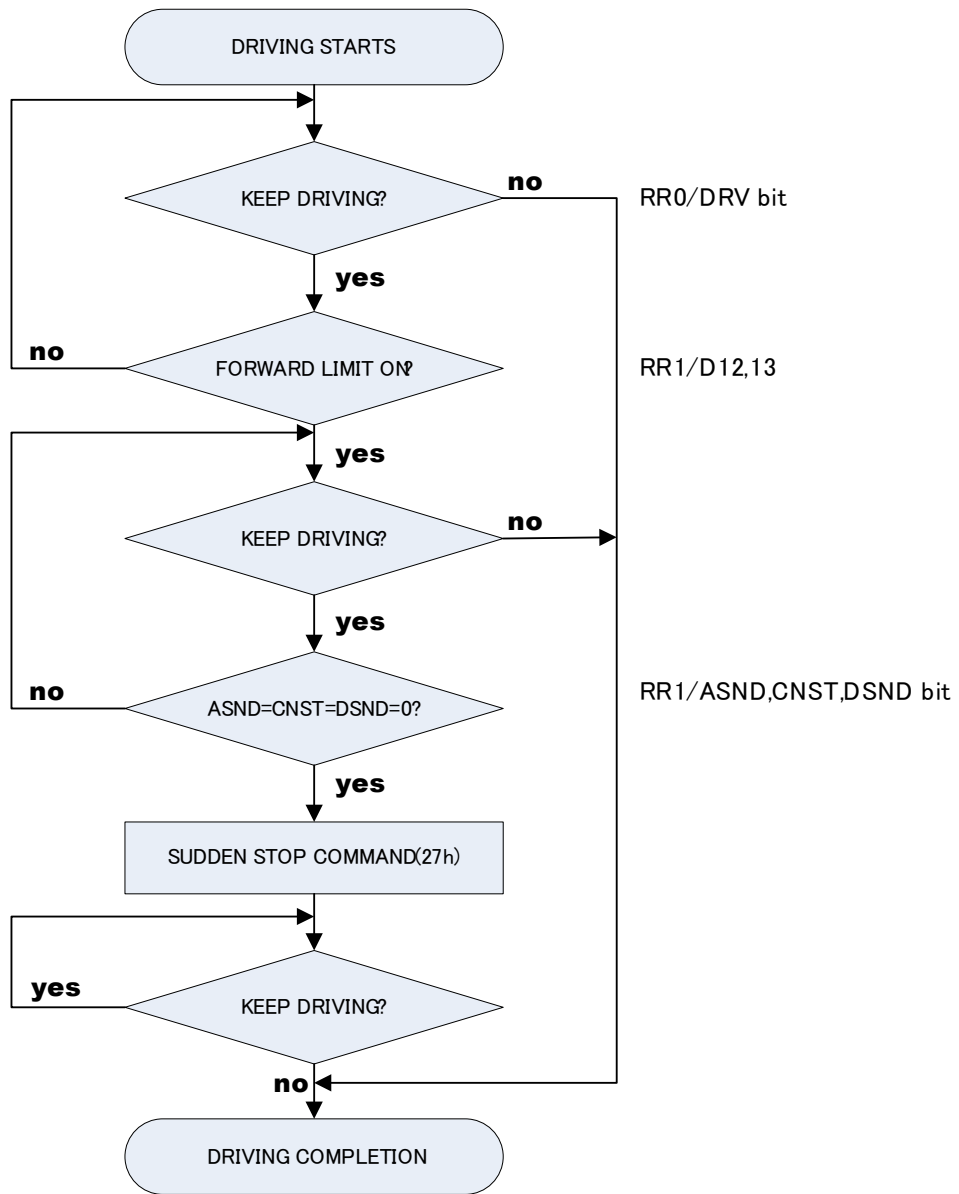 DRIVING STARTS
KEEP DRIVING?
no
RR0/DRV bit
yes
no
FORWARD LIMIT ON?
RR1/D12,13
yes
KEEP DRIVING?
no
yes
no
ASND=CNST=DSND=0?
RR1/ASND,CNST,DSND bit
yes
SUDDEN STOP COMMAND(27h)
yes
KEEP DRIVING?
no
DRIVING COMPLETION